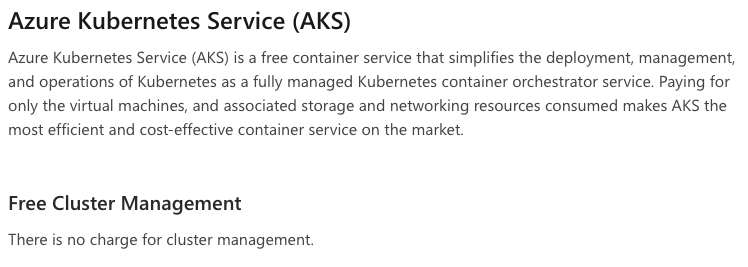 Azure Kubernetes Service (AKS)
Azure Kubernetes Service (AKS) is a free container service that simplifies the deployment, management,
and operations of Kubernetes as a fully managed Kubernetes container orchestrator service. Paying for
only the virtual machines, and associated storage and networking resources consumed makes AKS the
most efficient and cost-effective container service on the market.
Free Cluster Management
There is no charge for cluster management.